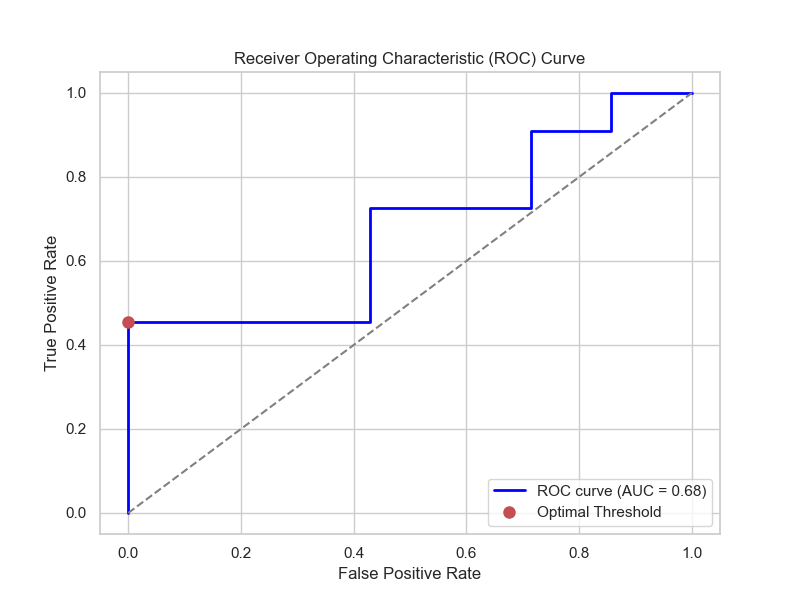 Receiver Operating Characteristic (ROC) Curve
True Positive Rate
1.0
0.8
0.6
0.4
0.2
0.0
0.0 0.2 0.4 0.6 0.8 1.0
False Positive Rate
ROC curve (AUC = 0.68)
Optimal Threshold